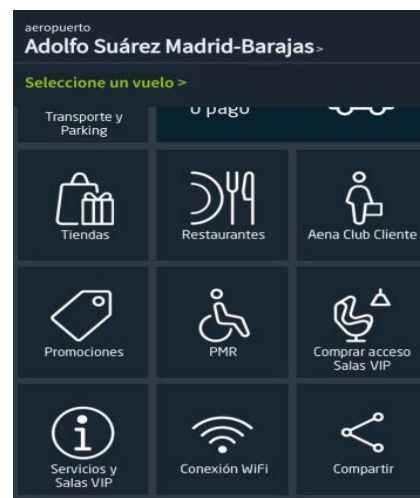 aeropuerto
Adolfo Suárez Madrid-Barajas>
Seleccione un vuelo >
Transporte y
Parking
o pago
Tiendas
Restaurantes
Aena Club Cliente
Promociones
PMR
Comprar acceso
Salas VIP
Servicios y
Salas VIP
Conexión WiFi
Compartir